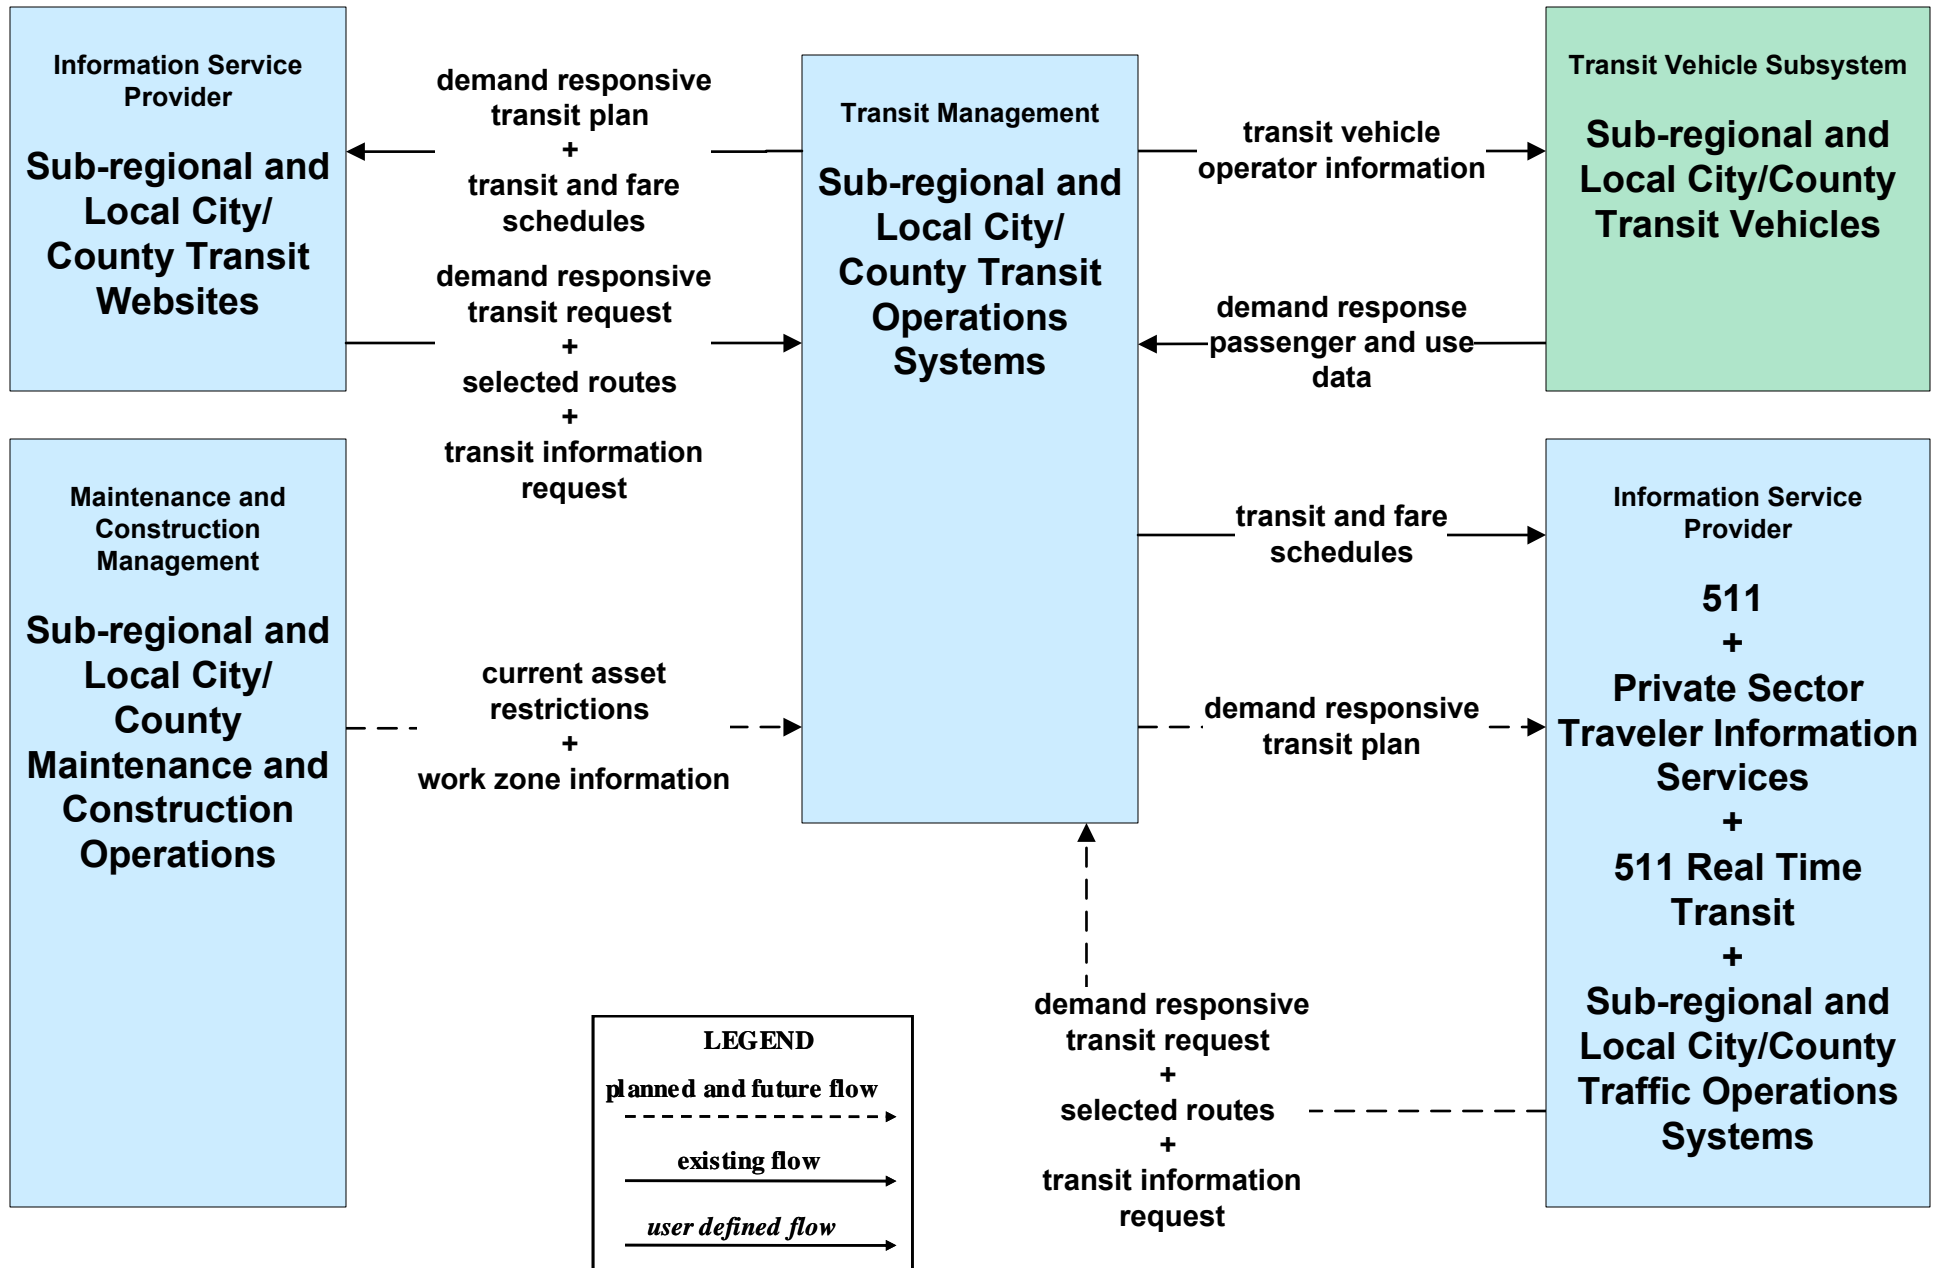 Information Service
Provider
Sub-regional and
Local City/
County Transit
Websites
demand responsive
transit plan
+
transit and fare
schedules
demand responsive
transit request
+
selected routes
+
transit information
request
Transit Management
Sub-regional and
Local City/
County Transit
Operations
Systems
transit vehicle
operator information
demand response
passenger and use
data
Transit Vehicle Subsystem
Sub-regional and
Local City/County
Transit Vehicles
Maintenance and
Construction
Management
Sub-regional and
Local City/
County
Maintenance and
Construction
Operations
current asset
restrictions
+
work zone information
transit and fare
schedules
demand responsive
transit plan
Information Service
Provider
511
+
Private Sector
Traveler Information
Services
+
511 Real Time
Transit
+
Sub-regional and
Local City/County
Traffic Operations
Systems
demand responsive
transit request
+
selected routes
+
transit information
request
LEGEND
planned and future flow
existing flow
user defined flow